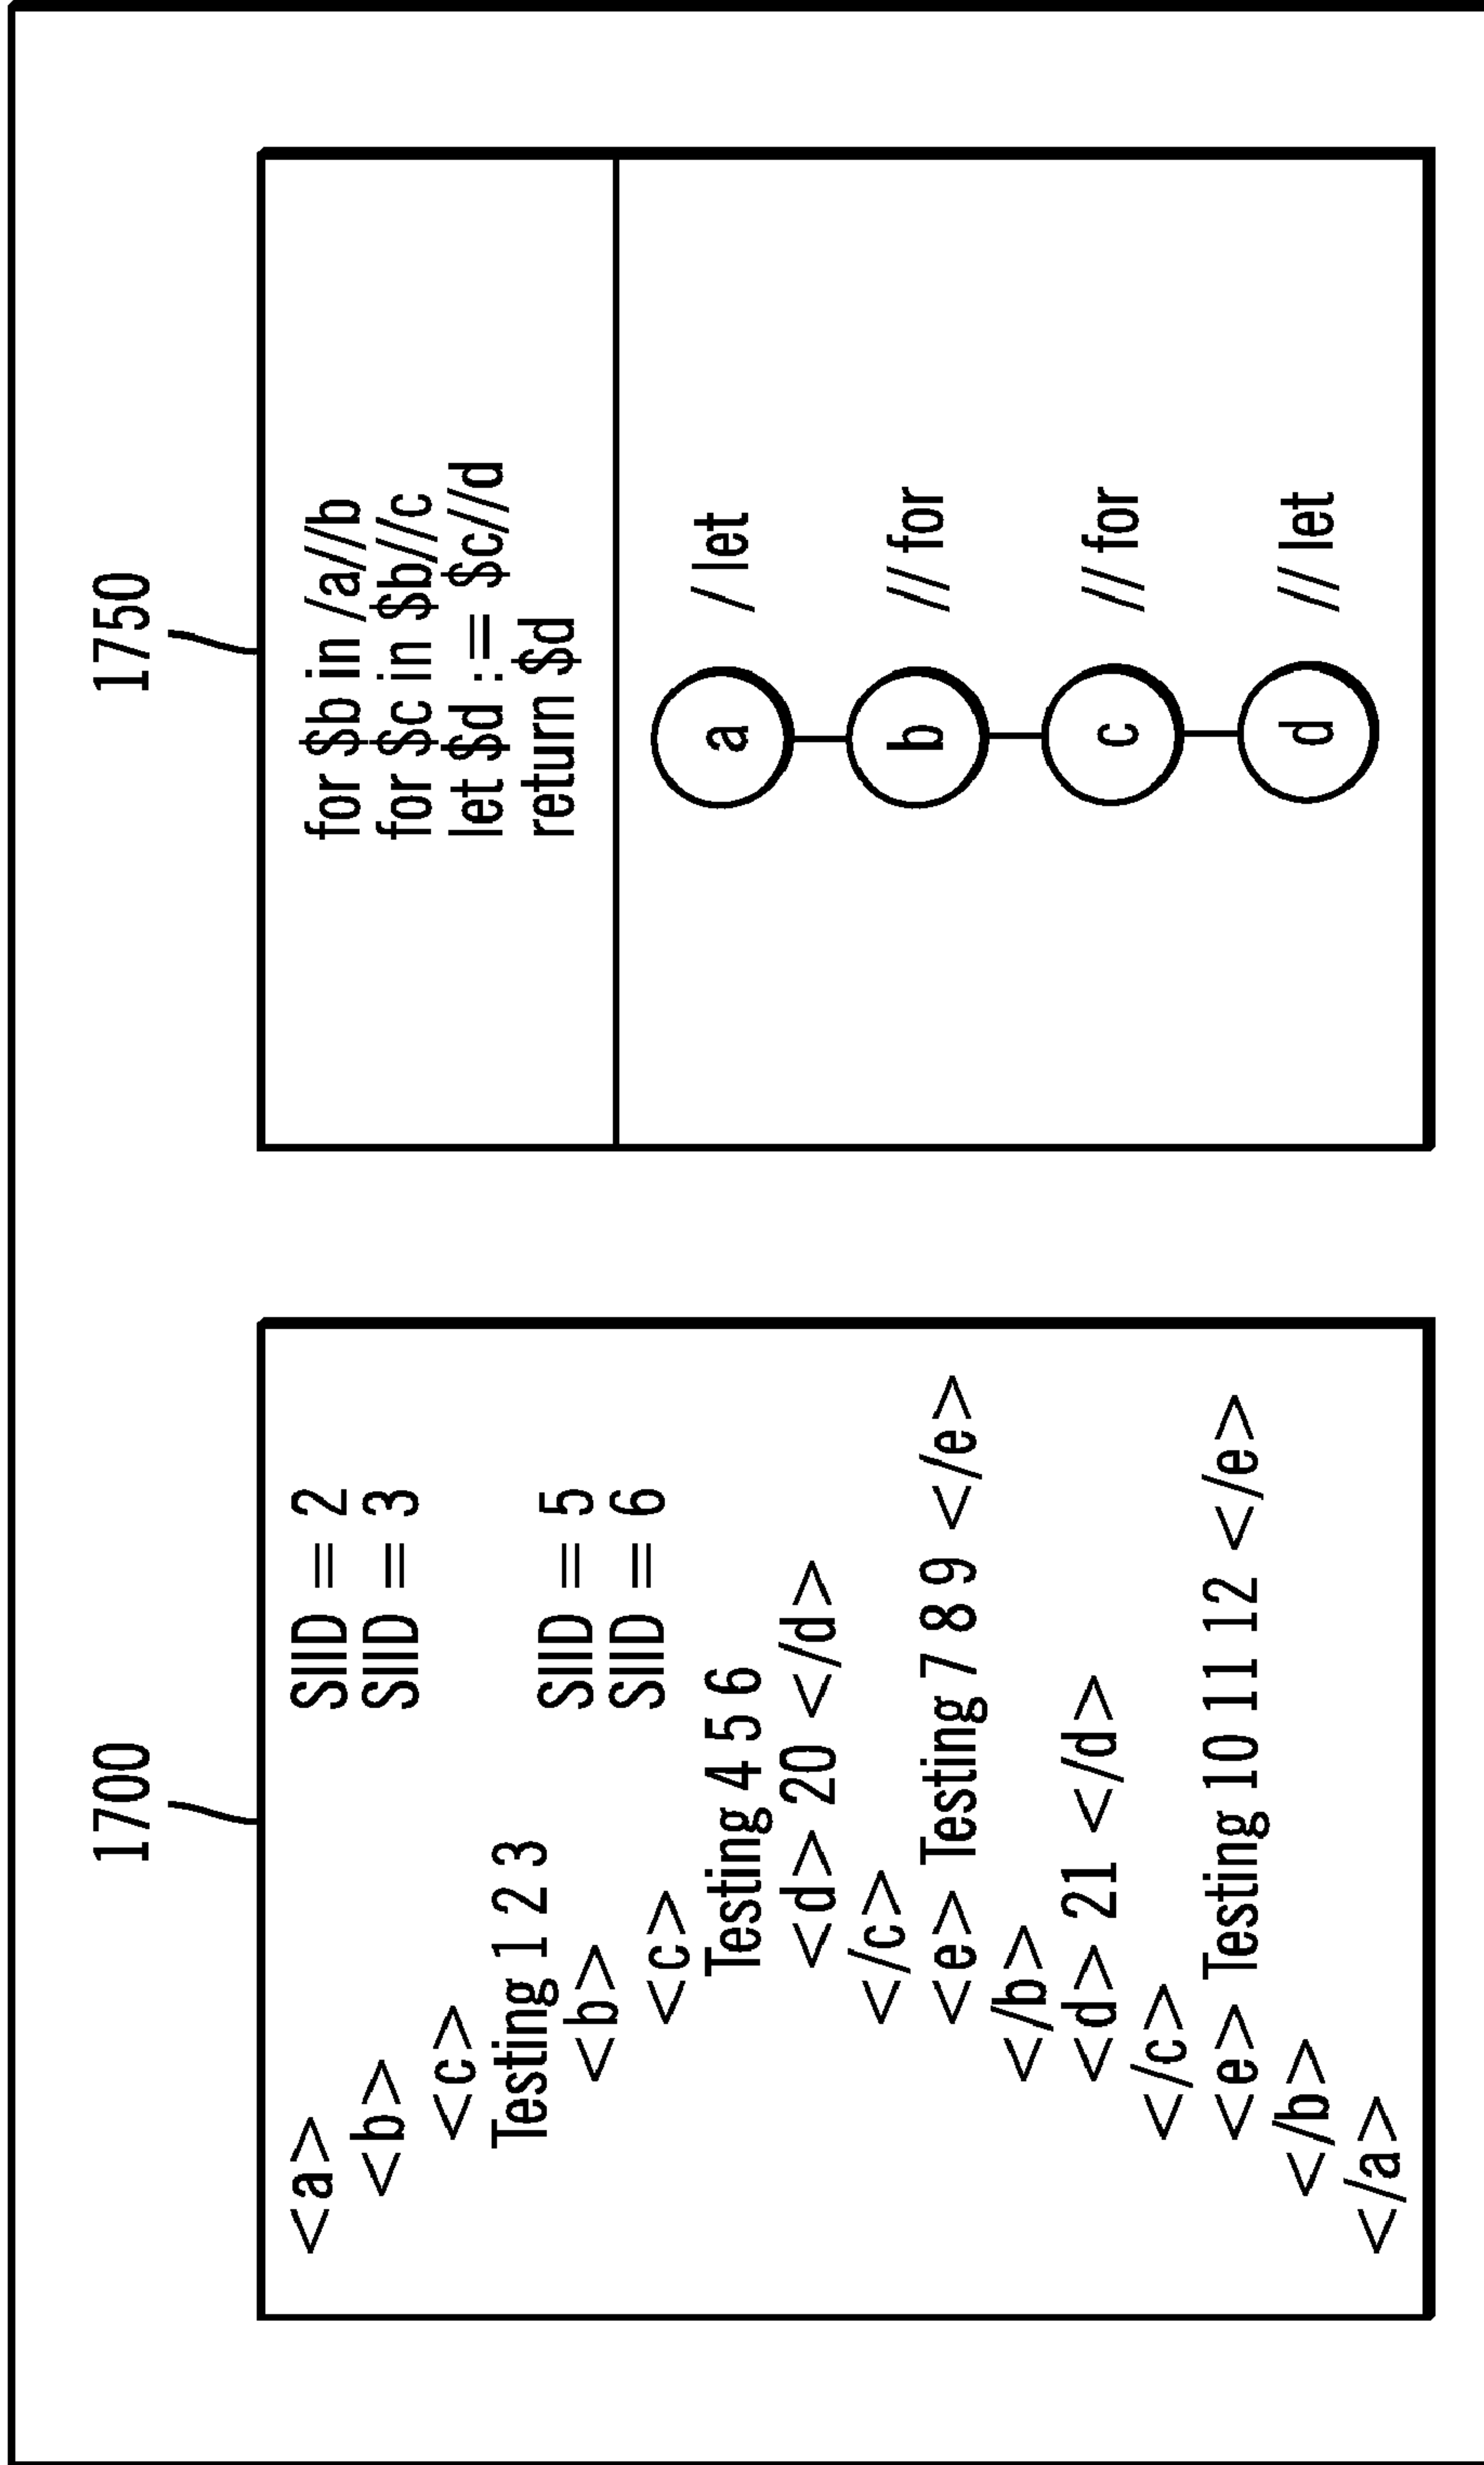 1700
<a> SIID = 2
<b> SIID = 3
<c>
Testing 1 2 3
<b> SIID = 5
<c> SIID = 6
Testing 4 5 6
<d> 20 </d>
</c>
<e> Testing 7 8 9 </e>
</b>
<d> 21 </d>
</c>
<e> Testing 10 11 12 </e>
</b>
</a>
1750
for $b in /a//b
for $c in $b//c
let $d := $c//d
return $d
a / let
b // for
c // for
d // let